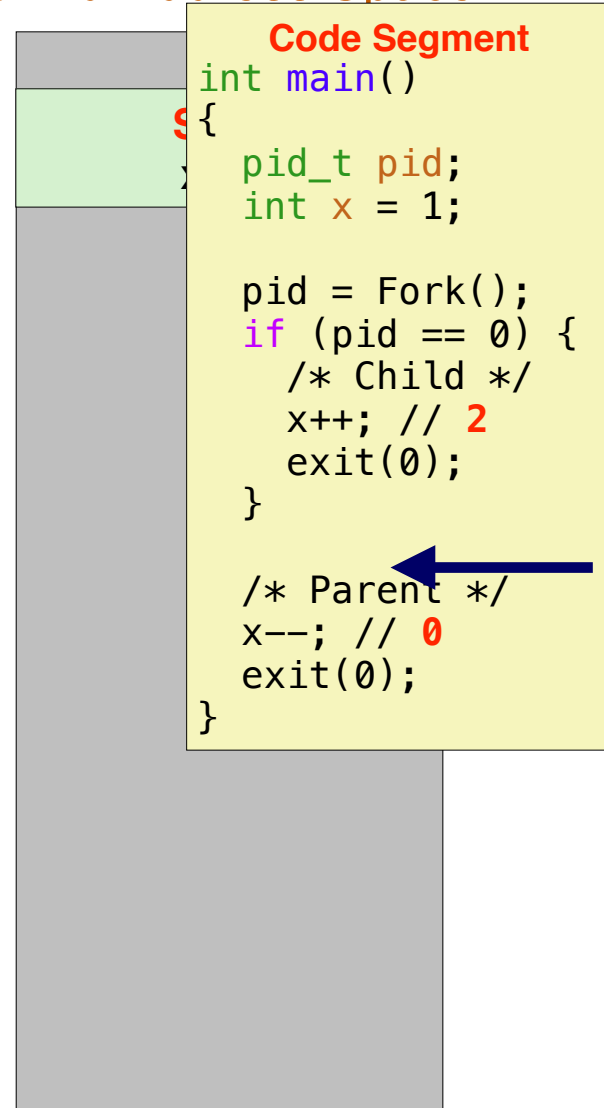 Code Segment
int main()
{
pid_t pid;
int x = 1;
pid = Fork();
if (pid == 0) {
/* Child */
x++; // 2
exit(0);
}
/* Parent */
x--; // 0
exit(0);
}